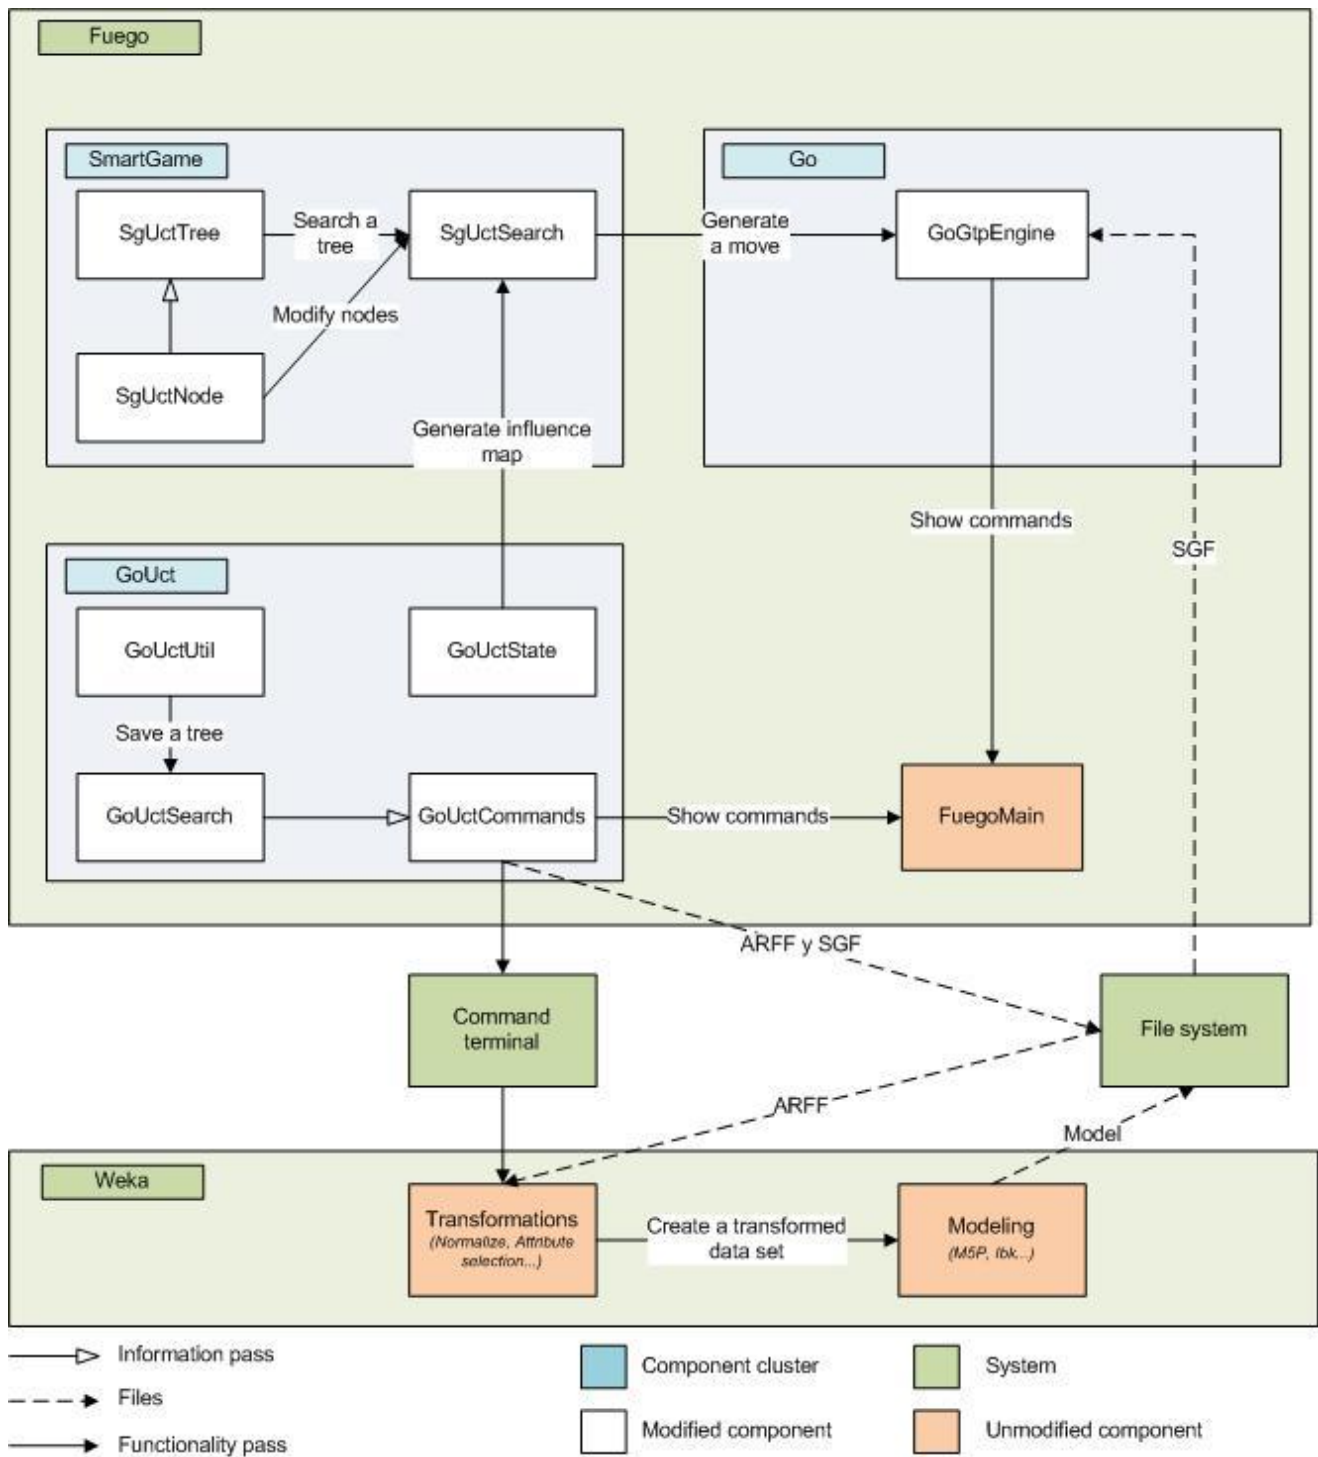 Fuego
SmartGame
Go
SgUctTree
Search a
tree
SgUctSearch
Generate
a move
GoGtpEngine
Modify nodes
SgUctNode
Generate influence
map
Show commands
SGF
GoUct
GoUctUtil
GoUctState
Save a tree
GoUctSearch
GoUctCommands
Show commands
FuegoMain
ARFF y SGF
Command
terminal
File system
ARFF
Model
Weka
Transformations
(Normalize, Attribute
selection...)
Create a transformed
data set
Modeling
(M5P, Ibk...)
Information pass
Component cluster
System
Files
Modified component
Unmodified component
Functionality pass